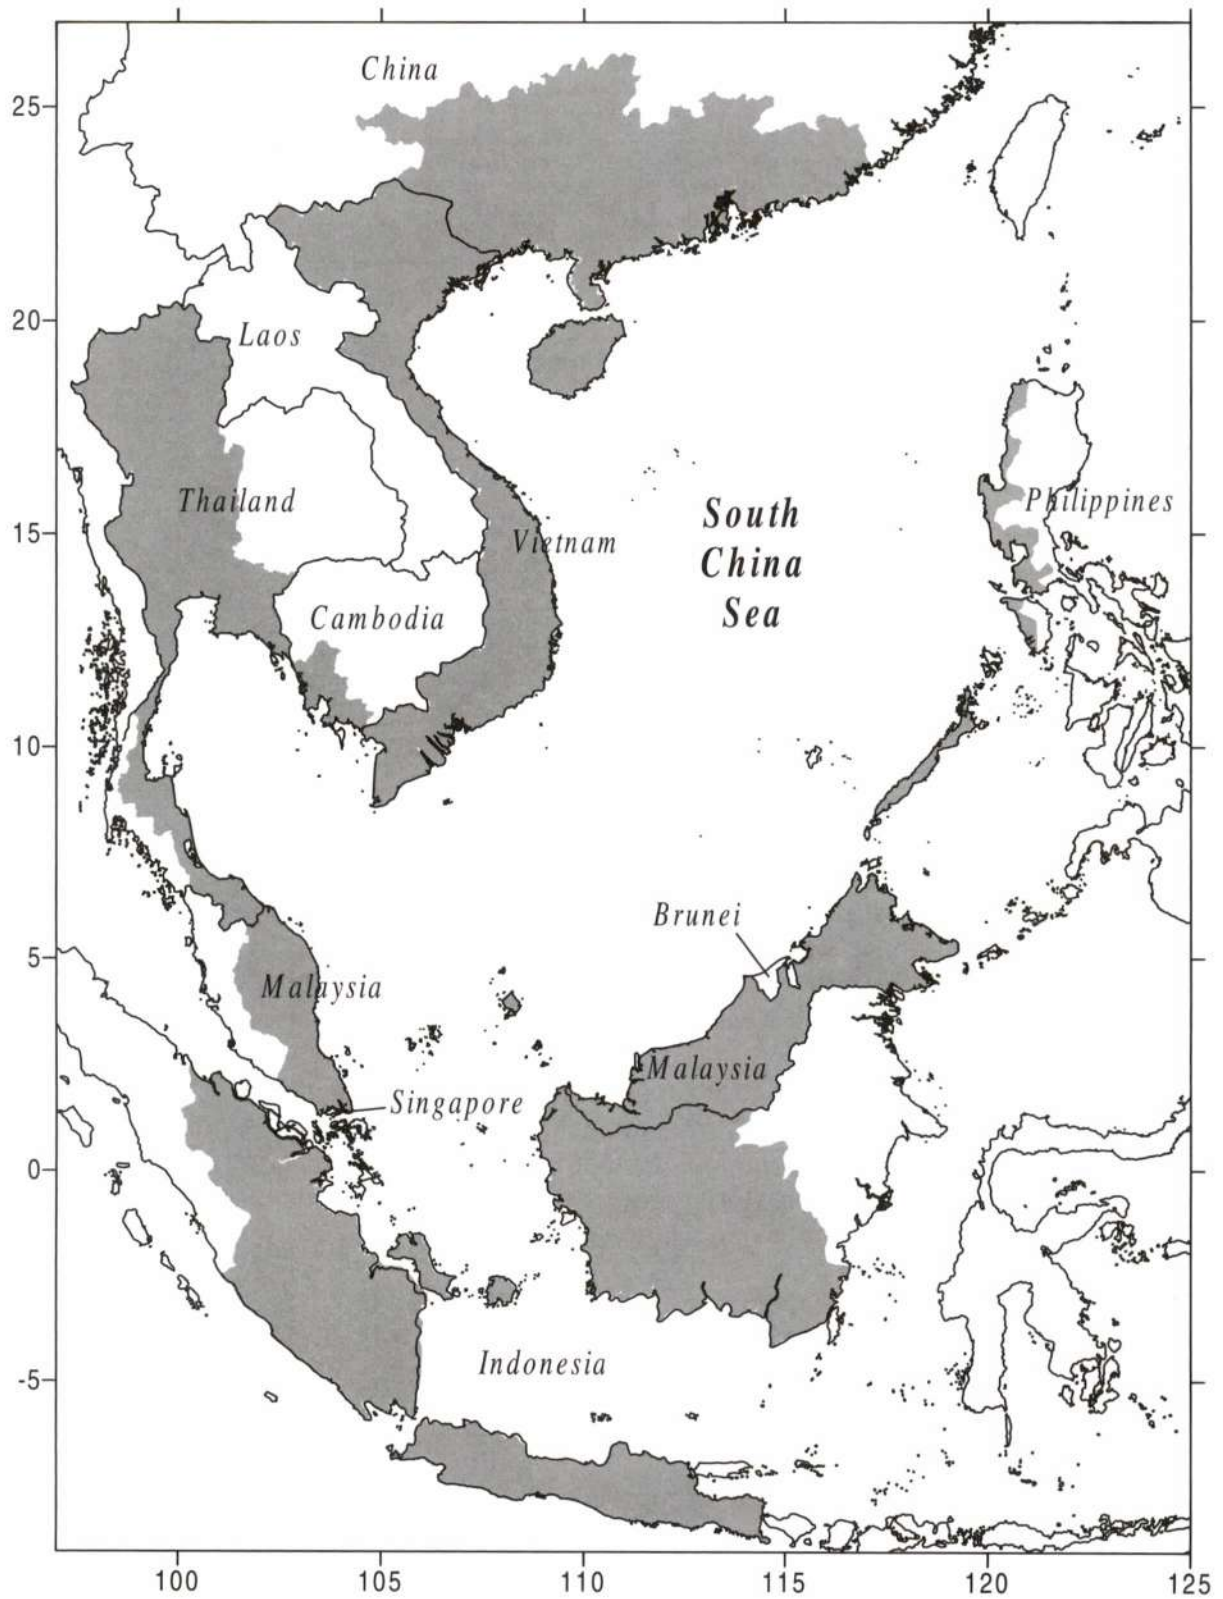 China
25
20
Laos
Thailand
Philippines
South
China
Sea
15
Vietnam
Cambodia
10
Brunei
5
Malaysia
Malaysia
Singapore
0
Indonesia
-5
100
105
110
115
120
125